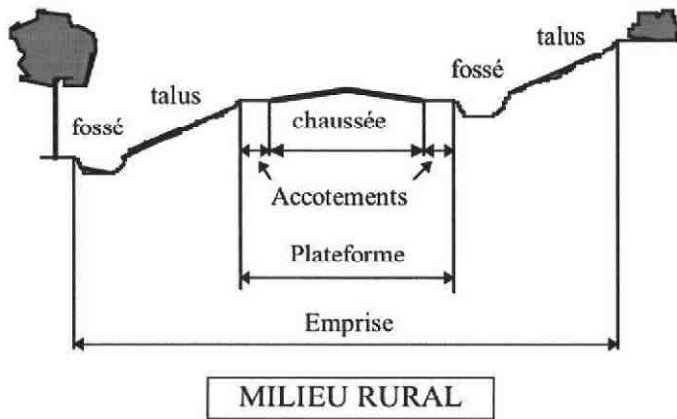 talus
fossé
talus
fossé
chaussée
Accotements
Plateforme
Emprise
MILIEU RURAL